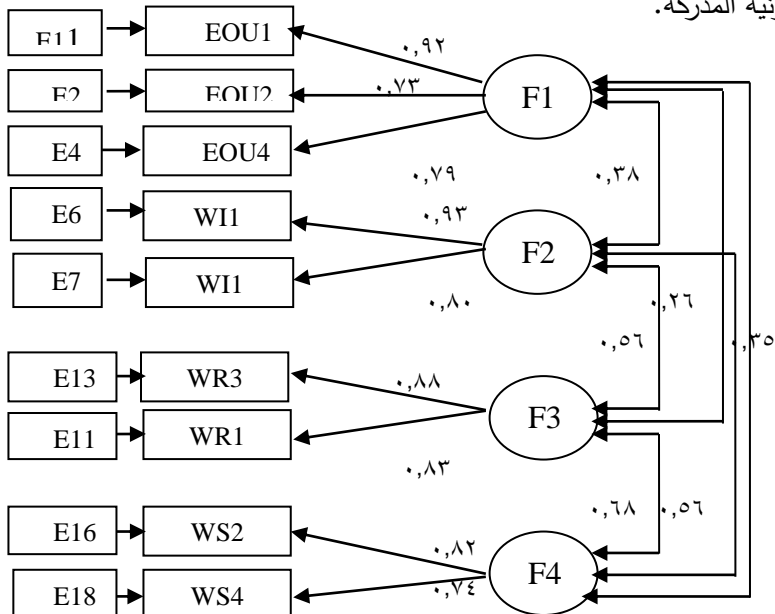 المدركة.
E11 EOU1
٠,٩٢
E2 EOU2 ٠,٧٣ F1
E4 EOU4
٠,٧٩ ٠,٣٨
E6 WI1 ٠,٩٣
F2
E7 WI1 ٠,٨٠ ٠,٢٦
٠,٥٦ ٠,٣٥
E13 WR3 ٠,٨٨
F3
E11 WR1
٠,٨٣
٠,٦٨ ٠,٥٦
E16 WS2 ٠,٨٢
F4
E18 WS4 ٠,٧٤